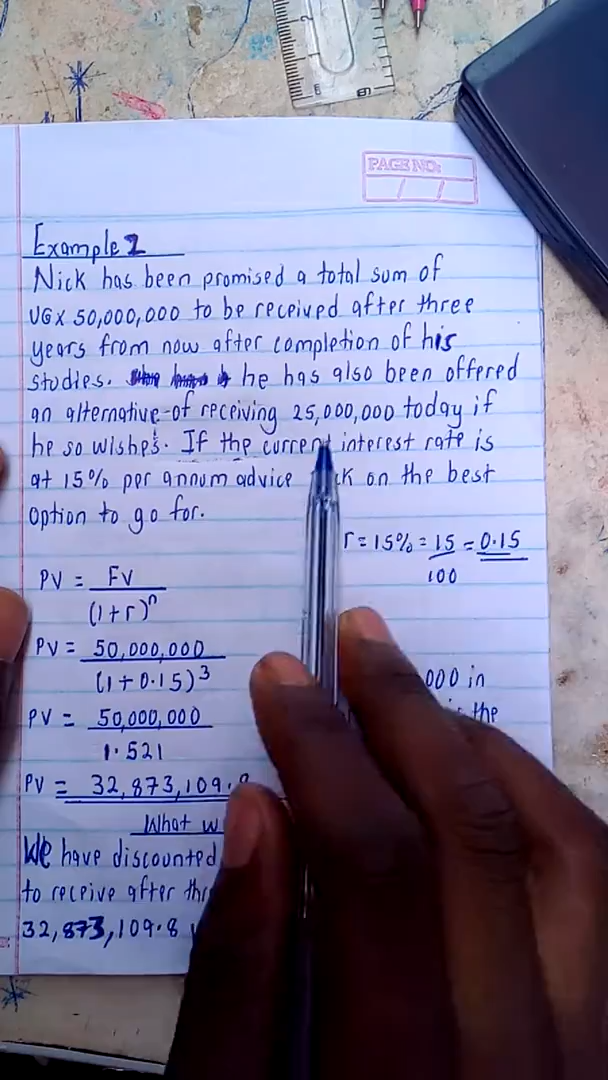 PAGE NO:
/ /
Example 2
Nick has been promised a total sum of
UGX 50,000,000 to be received after three
years from now after completion of his
studies. he has also been offered
an alternative of receiving 25,000,000 today if
he so wishes. If the current interest rate is
at 15% per annum advice on the best
option to go for.
r = 15% = 15/100 = 0.15
PV = FV/(1+r)^n
PV = 50,000,000/(1+0.15)^3
000 in
PV = 50,000,000/1.521
the
PV = 32,873,109.8
What
We have discounted
to receive after
32,873,109.8